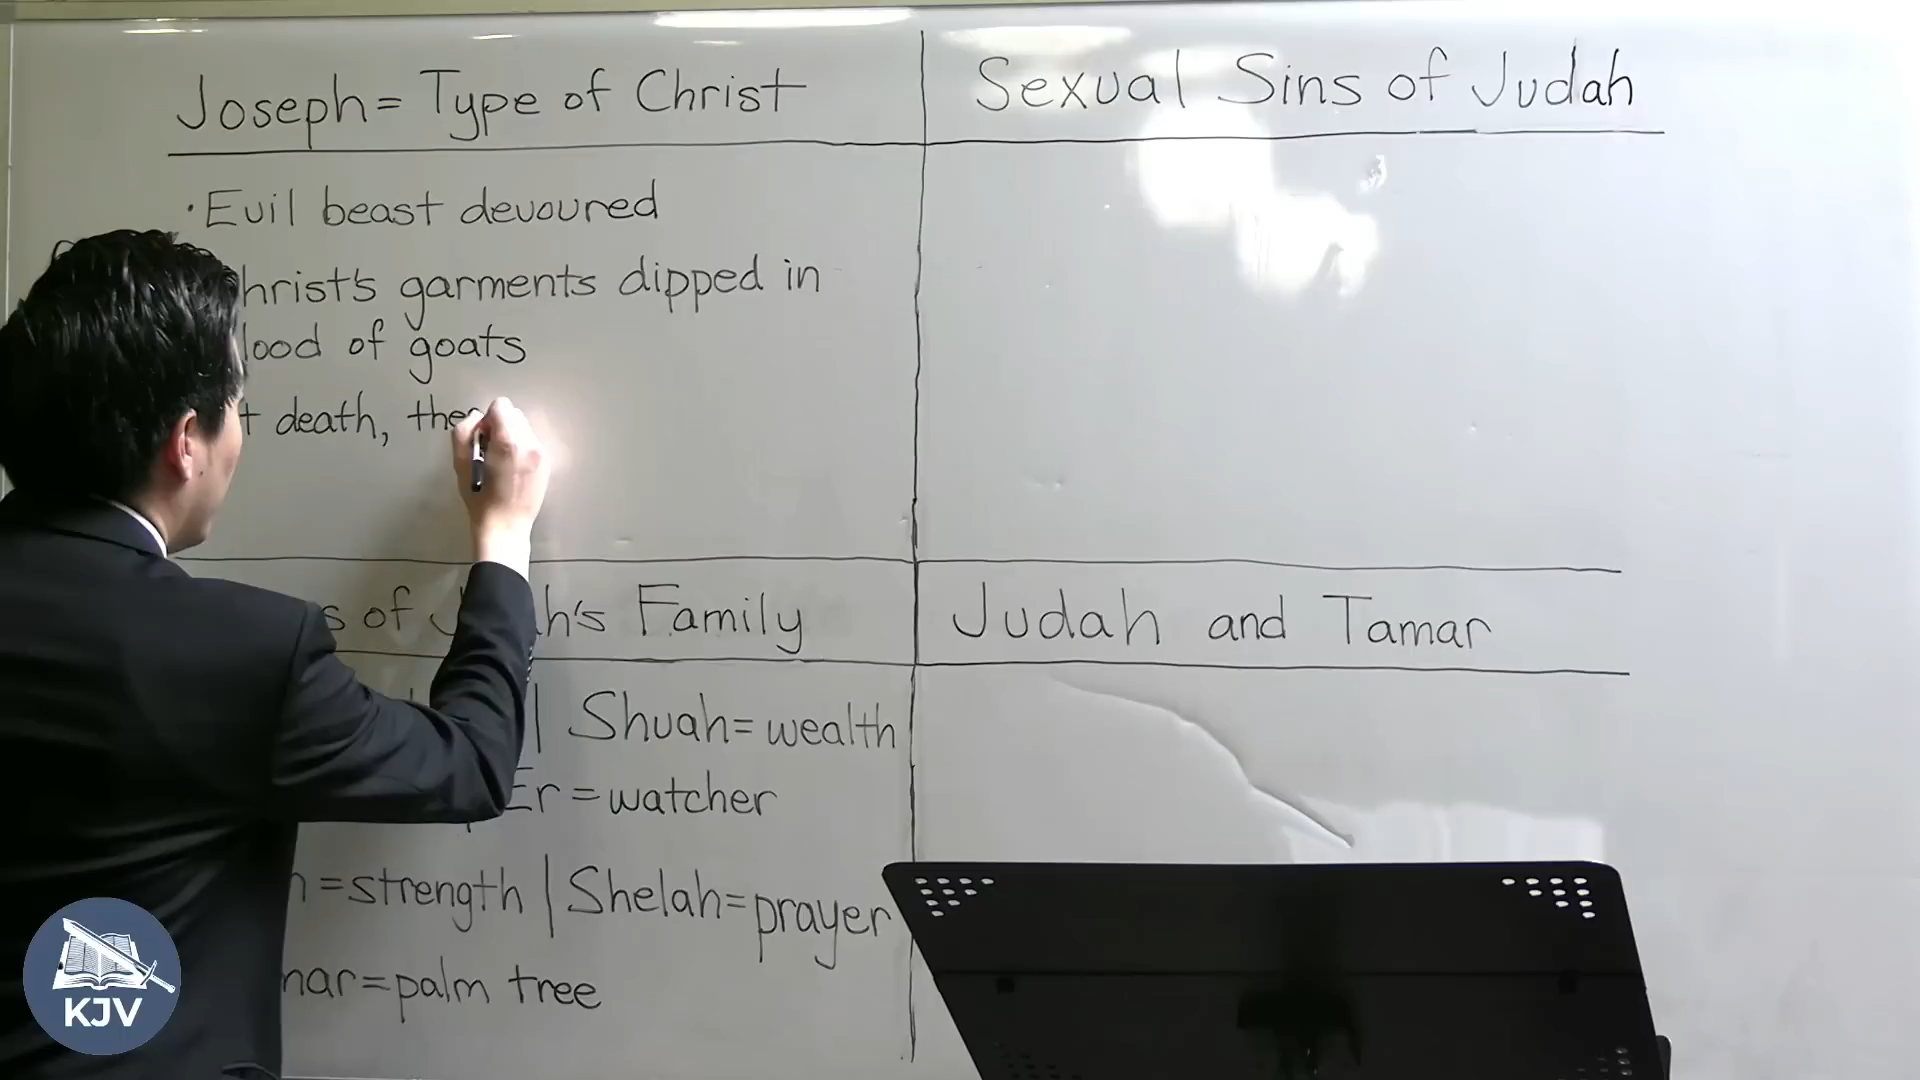 Joseph = Type of Christ
Sexual Sins of Judah
· Evil beast devoured
hrist's garments dipped in
lood of goats
t death, the
s of J h's Family
Judah and Tamar
| Shuah = wealth
Er = watcher
h = strength | Shelah = prayer
mar = palm tree
KJV